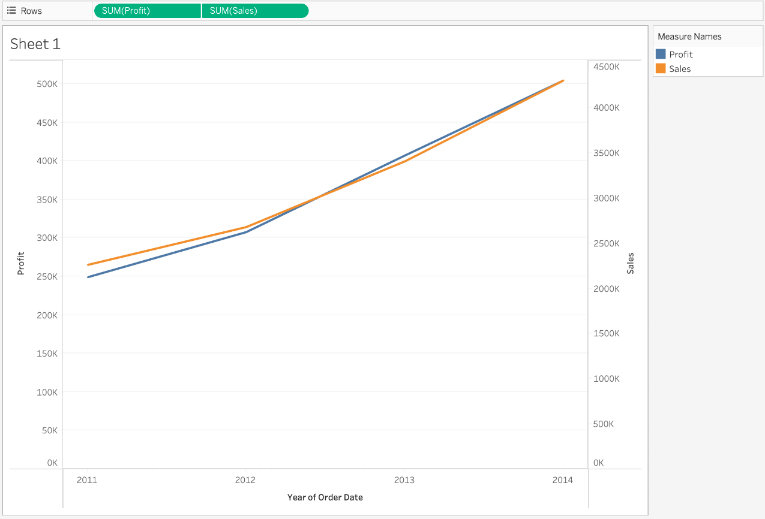 Rows SUM(Profit) SUM(Sales)
Sheet 1
Measure Names
Profit
Sales
500K
450K
400K
350K
300K
250K
200K
150K
100K
50K
0K
Profit
4500K
4000K
3500K
3000K
2500K
2000K
1500K
1000K
500K
0K
Sales
2011 2012 2013 2014
Year of Order Date